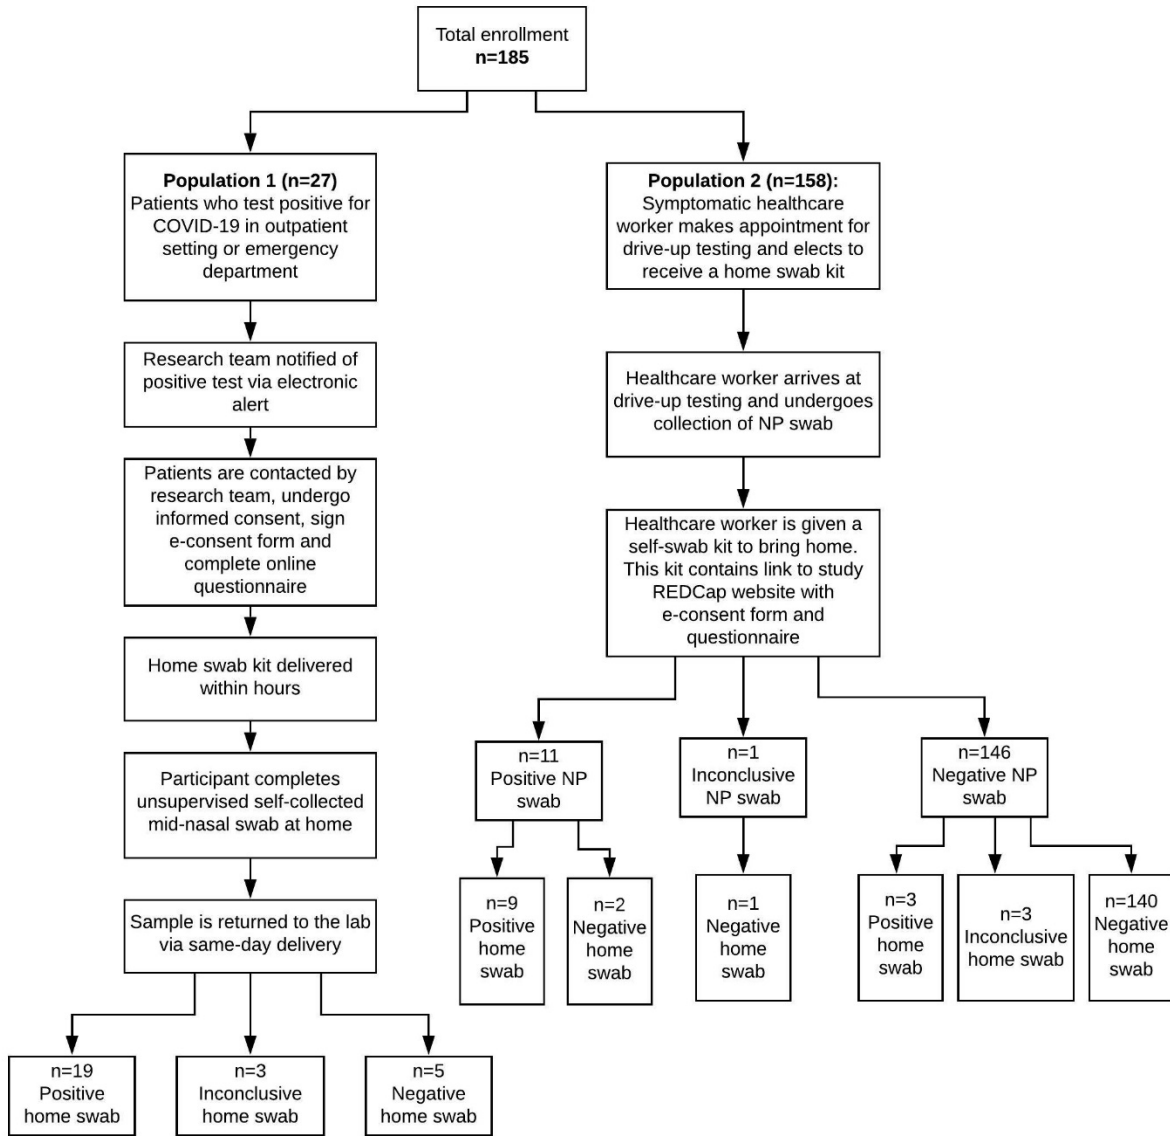 Total enrollment
n=185
Population 1 (n=27)
Patients who test positive for
COVID-19 in outpatient
setting or emergency
department
Research team notified of
positive test via electronic
alert
Patients are contacted by
research team, undergo
informed consent, sign
e-consent form and
complete online
questionnaire
Home swab kit delivered
within hours
Participant completes
unsupervised self-collected
mid-nasal swab at home
Sample is returned to the lab
via same-day delivery
n=19
Positive
home swab
n=3
Inconclusive
home swab
n=5
Negative
home swab
Population 2 (n=158):
Symptomatic healthcare
worker makes appointment for
drive-up testing and elects to
receive a home swab kit
Healthcare worker arrives at
drive-up testing and undergoes
collection of NP swab
Healthcare worker is given a
self-swab kit to bring home.
This kit contains link to study
REDCap website with
e-consent form and
questionnaire
n=11
Positive NP
swab
n=9
Positive
home
swab
n=2
Negative
home
swab
n=1
Inconclusive
NP swab
n=1
Negative
home
swab
n=146
Negative NP
swab
n=3
Positive
home
swab
n=3
Inconclusive
home swab
n=140
Negative
home
swab